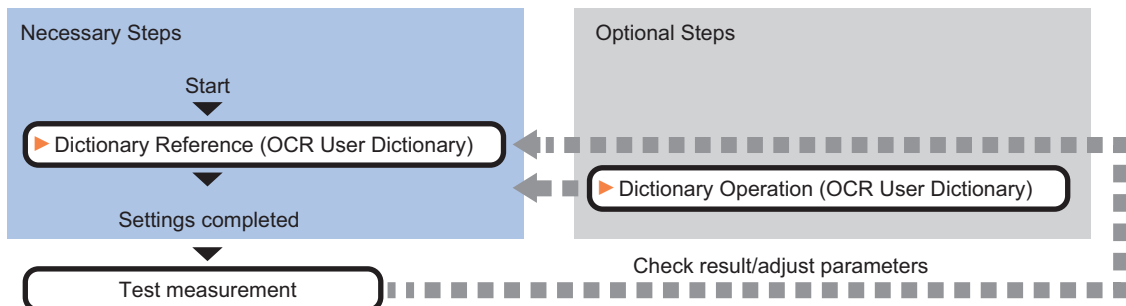 Necessary Steps
Optional Steps
Start
Dictionary Reference (OCR User Dictionary)
Dictionary Operation (OCR User Dictionary)
Settings completed
Check result/adjust parameters
Test measurement